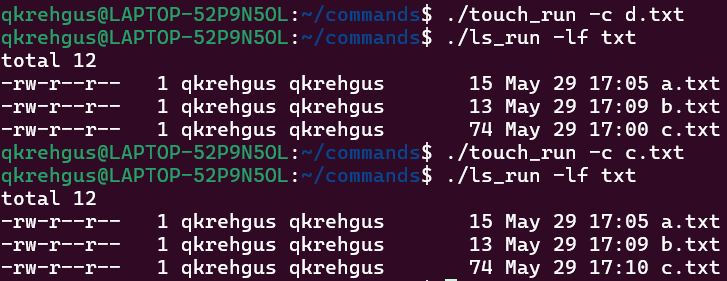 qkrehgus@LAPTOP-52P9N5OL:~/commands$ ./touch_run -c d.txt
qkrehgus@LAPTOP-52P9N5OL:~/commands$ ./ls_run -lf txt
total 12
-rw-r--r--   1 qkrehgus qkrehgus       15 May 29 17:05 a.txt
-rw-r--r--   1 qkrehgus qkrehgus       13 May 29 17:09 b.txt
-rw-r--r--   1 qkrehgus qkrehgus       74 May 29 17:00 c.txt
qkrehgus@LAPTOP-52P9N5OL:~/commands$ ./touch_run -c c.txt
qkrehgus@LAPTOP-52P9N5OL:~/commands$ ./ls_run -lf txt
total 12
-rw-r--r--   1 qkrehgus qkrehgus       15 May 29 17:05 a.txt
-rw-r--r--   1 qkrehgus qkrehgus       13 May 29 17:09 b.txt
-rw-r--r--   1 qkrehgus qkrehgus       74 May 29 17:10 c.txt